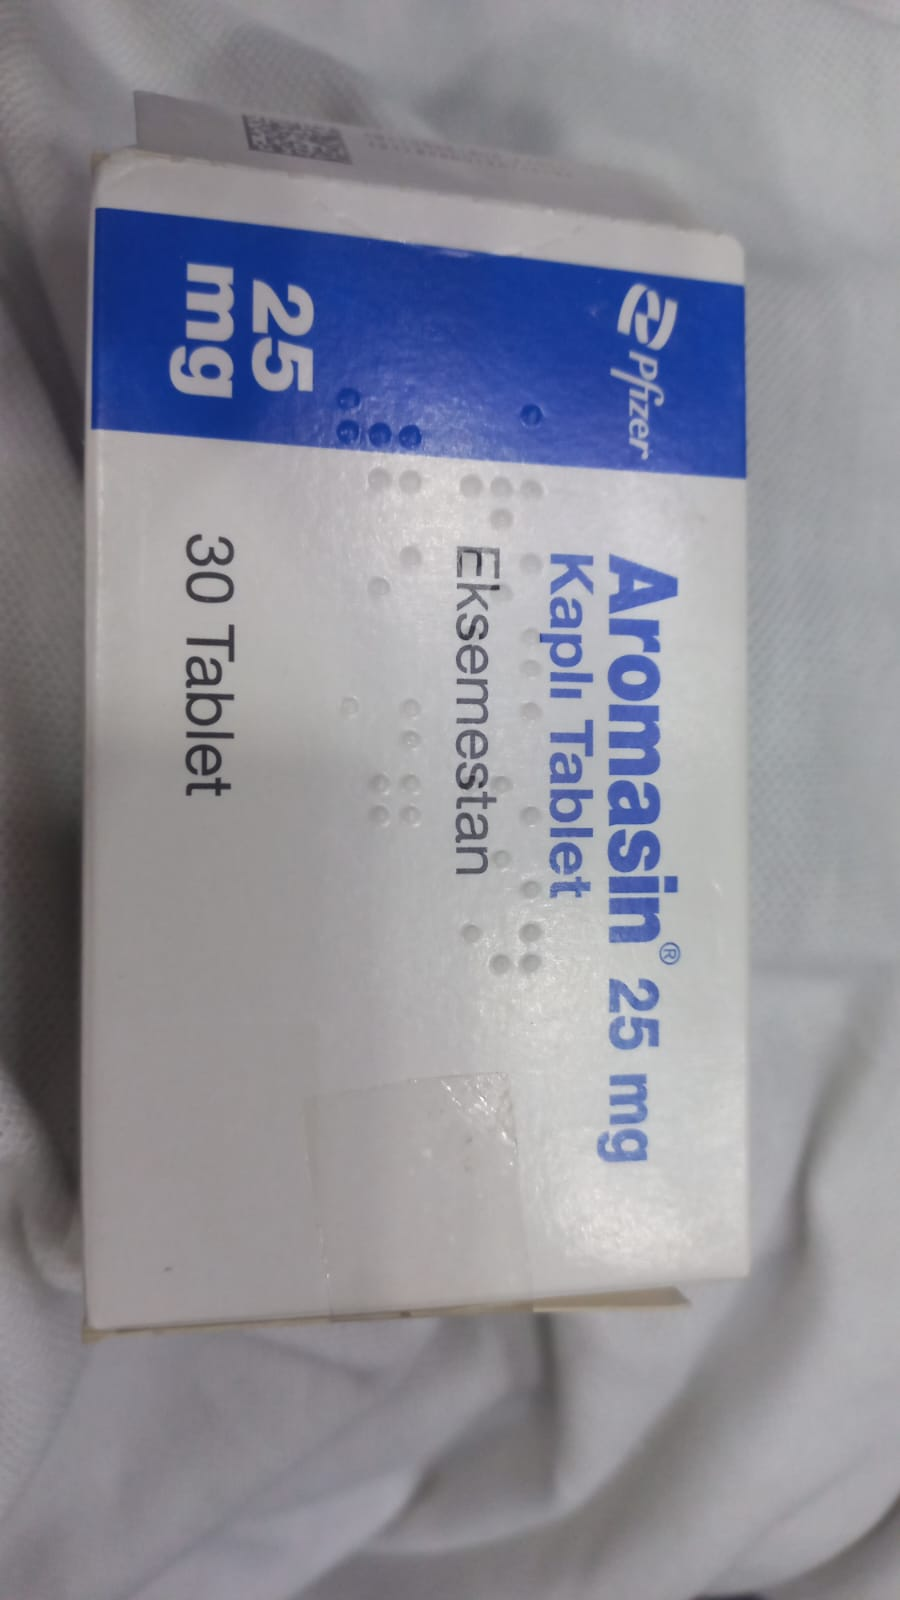 Pfizer
Aromasin® 25 mg
Kaplı Tablet
Eksemestan
25
mg
30 Tablet